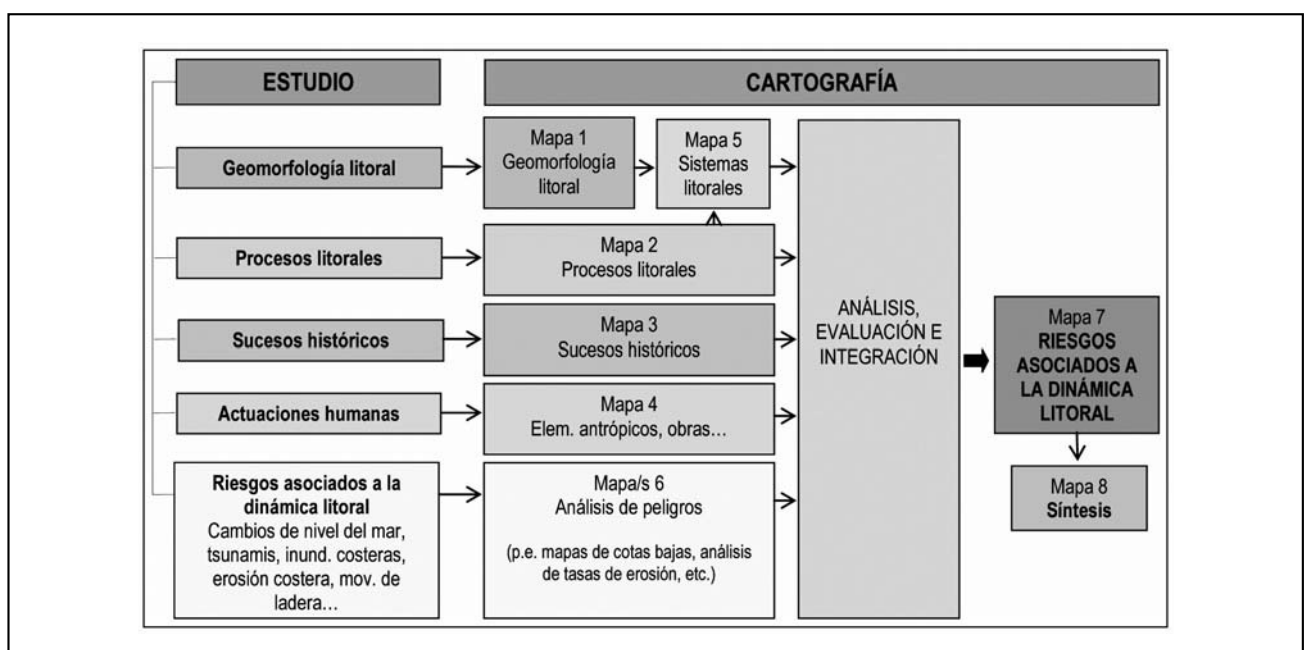 ESTUDIO
CARTOGRAFÍA
Geomorfología litoral
Mapa 1
Geomorfología
litoral
Mapa 5
Sistemas
litorales
Procesos litorales
Mapa 2
Procesos litorales
Sucesos históricos
Mapa 3
Sucesos históricos
Actuaciones humanas
Mapa 4
Elem. antrópicos, obras…
Riesgos asociados a la
dinámica litoral
Cambios de nivel del mar,
tsunamis, inund. costeras,
erosión costera, mov. de
ladera…
Mapa/s 6
Análisis de peligros
(p.e. mapas de cotas bajas, análisis
de tasas de erosión, etc.)
ANÁLISIS,
EVALUACIÓN E
INTEGRACIÓN
Mapa 7
RIESGOS
ASOCIADOS A
LA DINÁMICA
LITORAL
Mapa 8
Síntesis